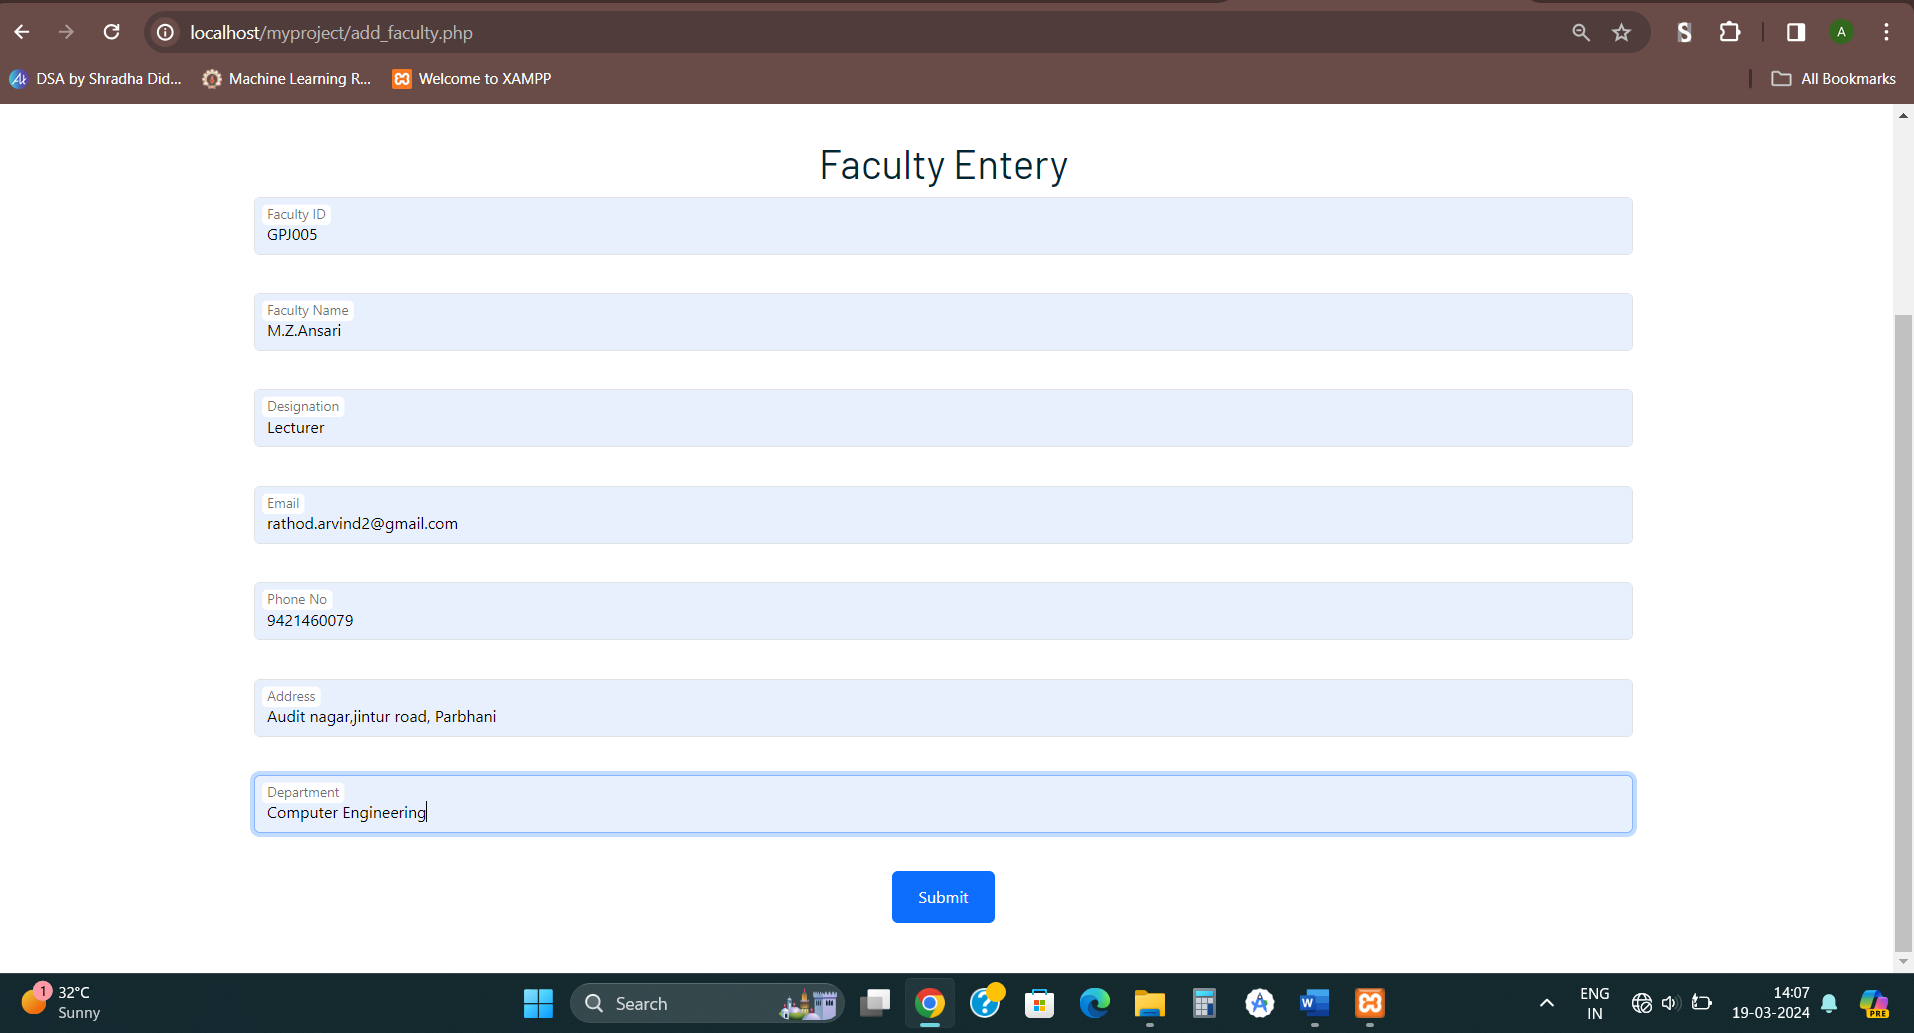 localhost/myproject/add_faculty.php
A
DSA by Shradha Did...
Machine Learning R...
Welcome to XAMPP
All Bookmarks
Faculty Entery
Faculty ID
GPJ005
Faculty Name
M.Z.Ansari
Designation
Lecturer
Email
rathod.arvind2@gmail.com
Phone No
9421460079
Address
Audit nagar,jintur road, Parbhani
Department
Computer Engineering
Submit
1
32°C
Sunny
Search
ENG
IN
14:07
19-03-2024
PRE